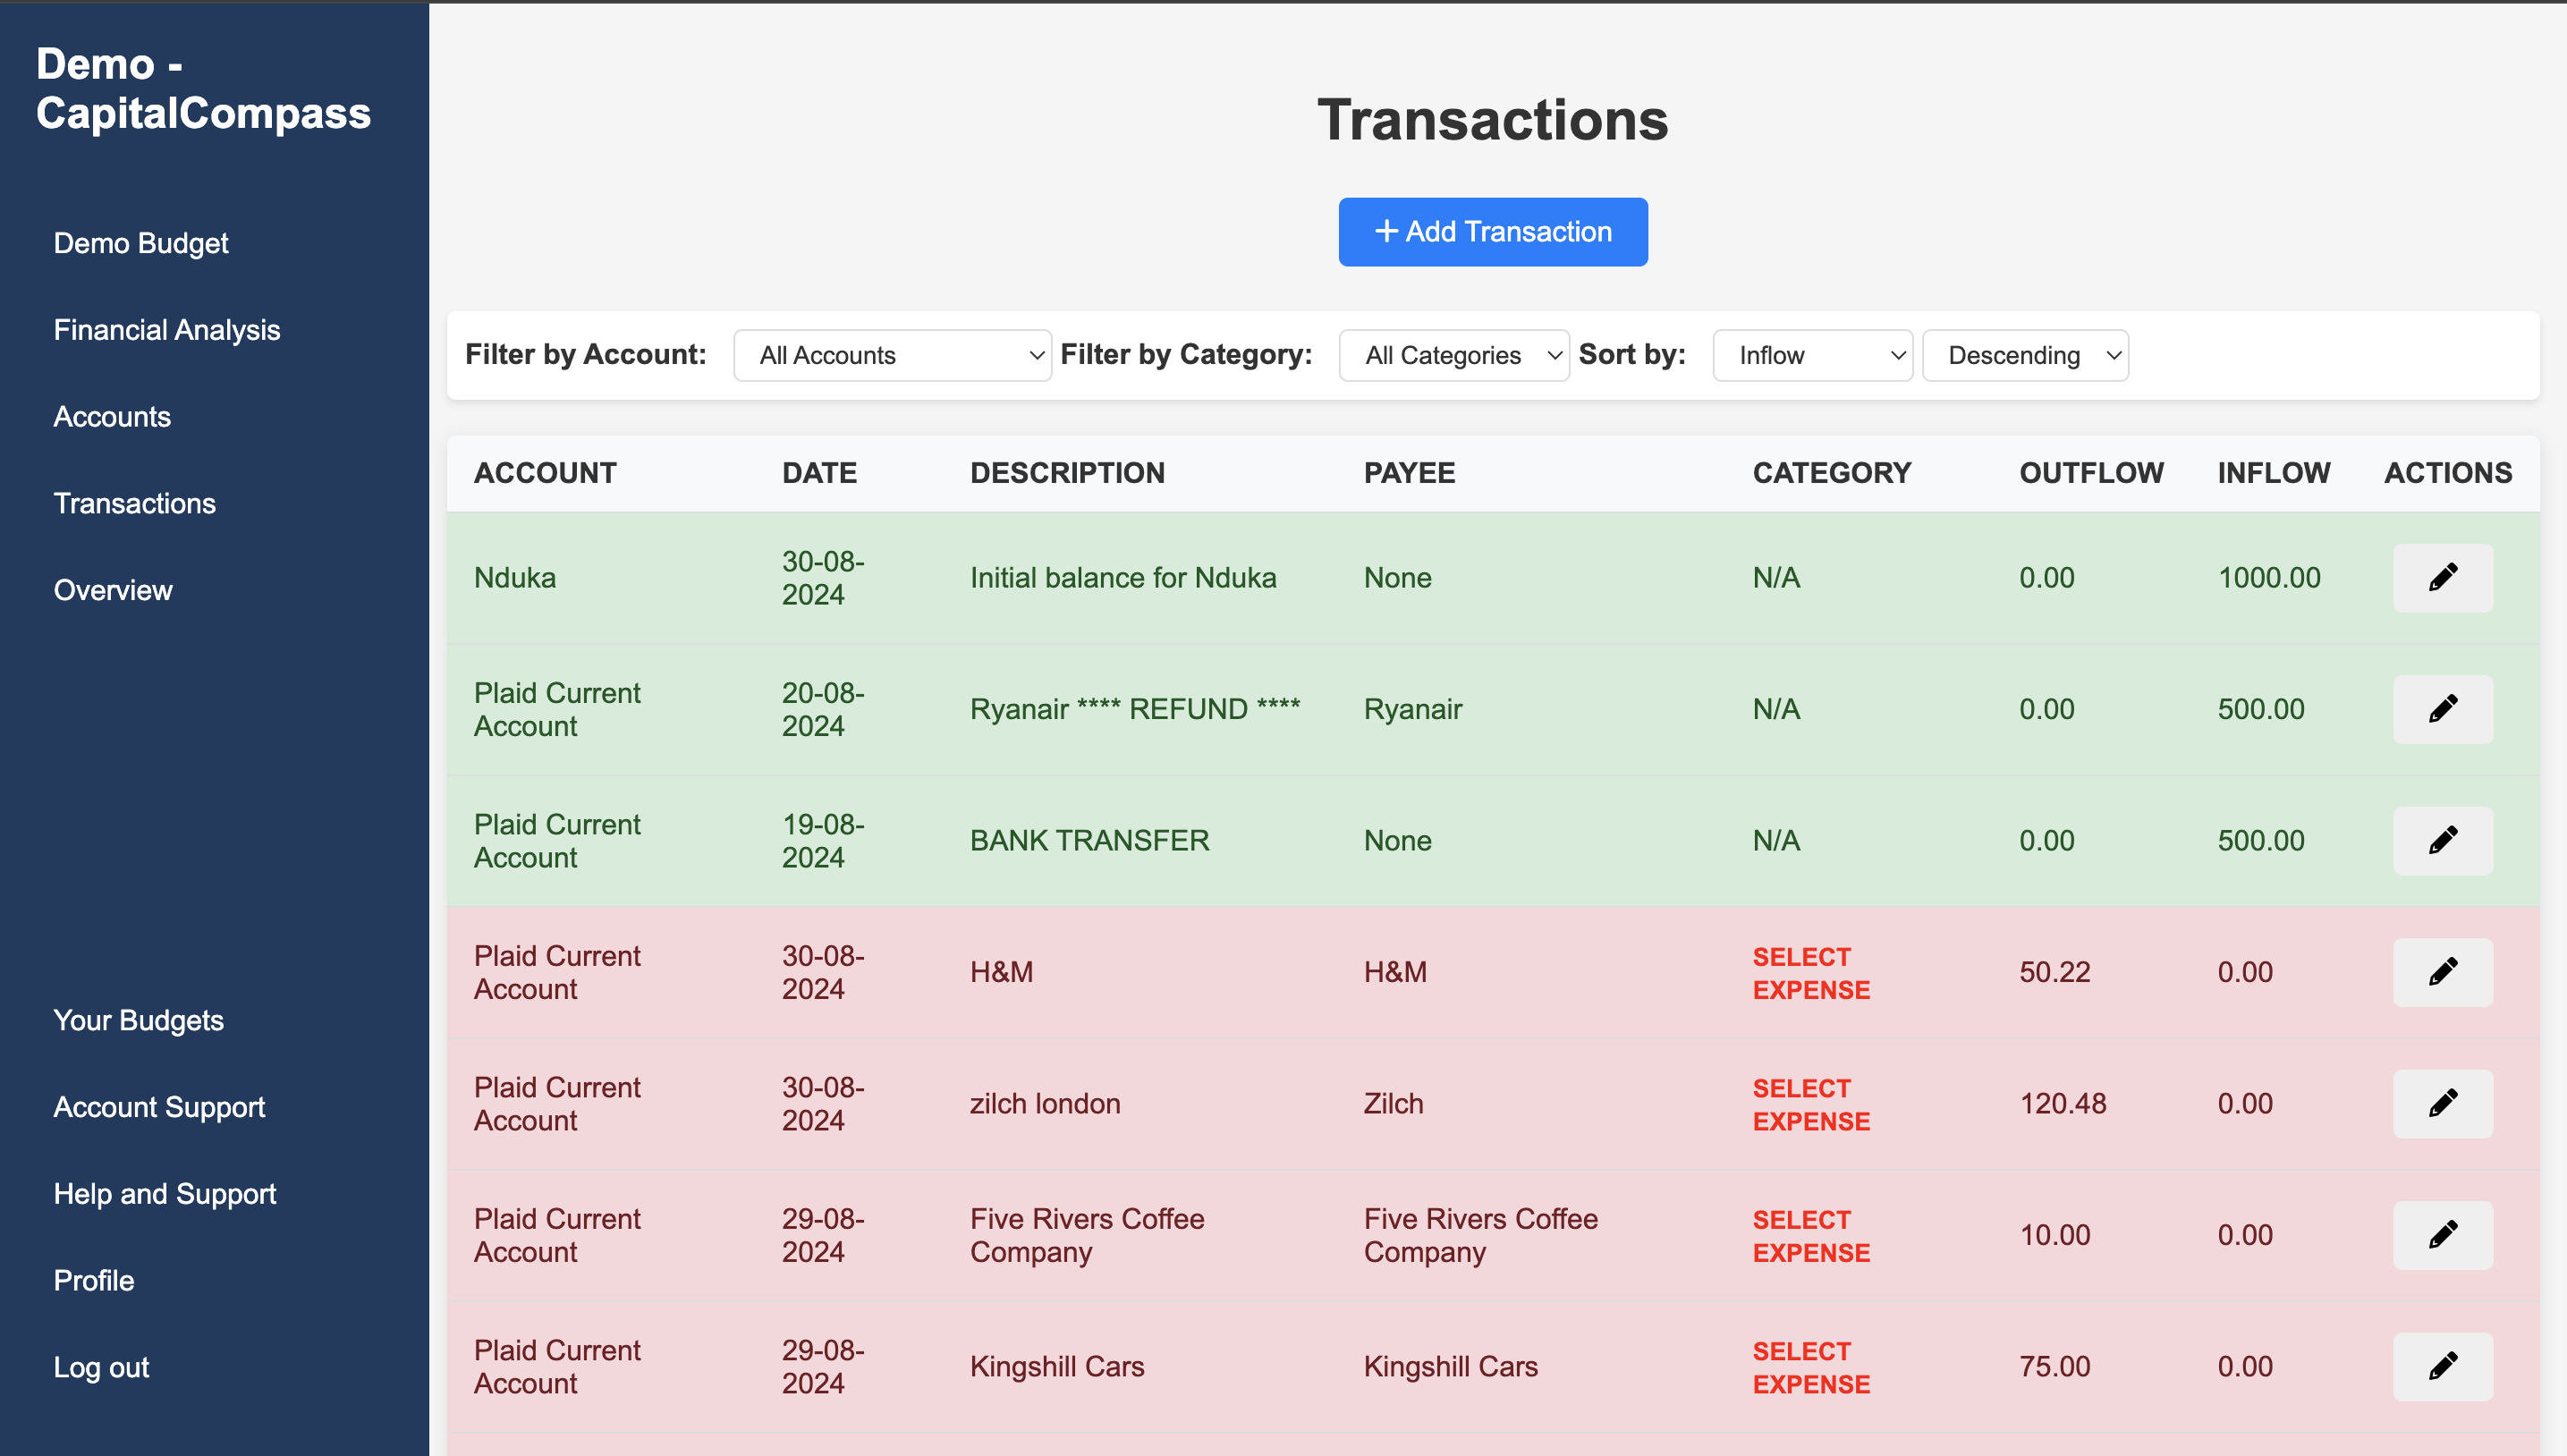 Demo -
CapitalCompass
Demo Budget
Financial Analysis
Accounts
Transactions
Overview
Your Budgets
Account Support
Help and Support
Profile
Log out
Transactions
+ Add Transaction
Filter by Account: All Accounts Filter by Category: All Categories Sort by: Inflow Descending
ACCOUNT DATE DESCRIPTION PAYEE CATEGORY OUTFLOW INFLOW ACTIONS
Nduka 30-08-2024 Initial balance for Nduka None N/A 0.00 1000.00
Plaid Current Account 20-08-2024 Ryanair **** REFUND **** Ryanair N/A 0.00 500.00
Plaid Current Account 19-08-2024 BANK TRANSFER None N/A 0.00 500.00
Plaid Current Account 30-08-2024 H&M H&M SELECT EXPENSE 50.22 0.00
Plaid Current Account 30-08-2024 zilch london Zilch SELECT EXPENSE 120.48 0.00
Plaid Current Account 29-08-2024 Five Rivers Coffee Company Five Rivers Coffee Company SELECT EXPENSE 10.00 0.00
Plaid Current Account 29-08-2024 Kingshill Cars Kingshill Cars SELECT EXPENSE 75.00 0.00